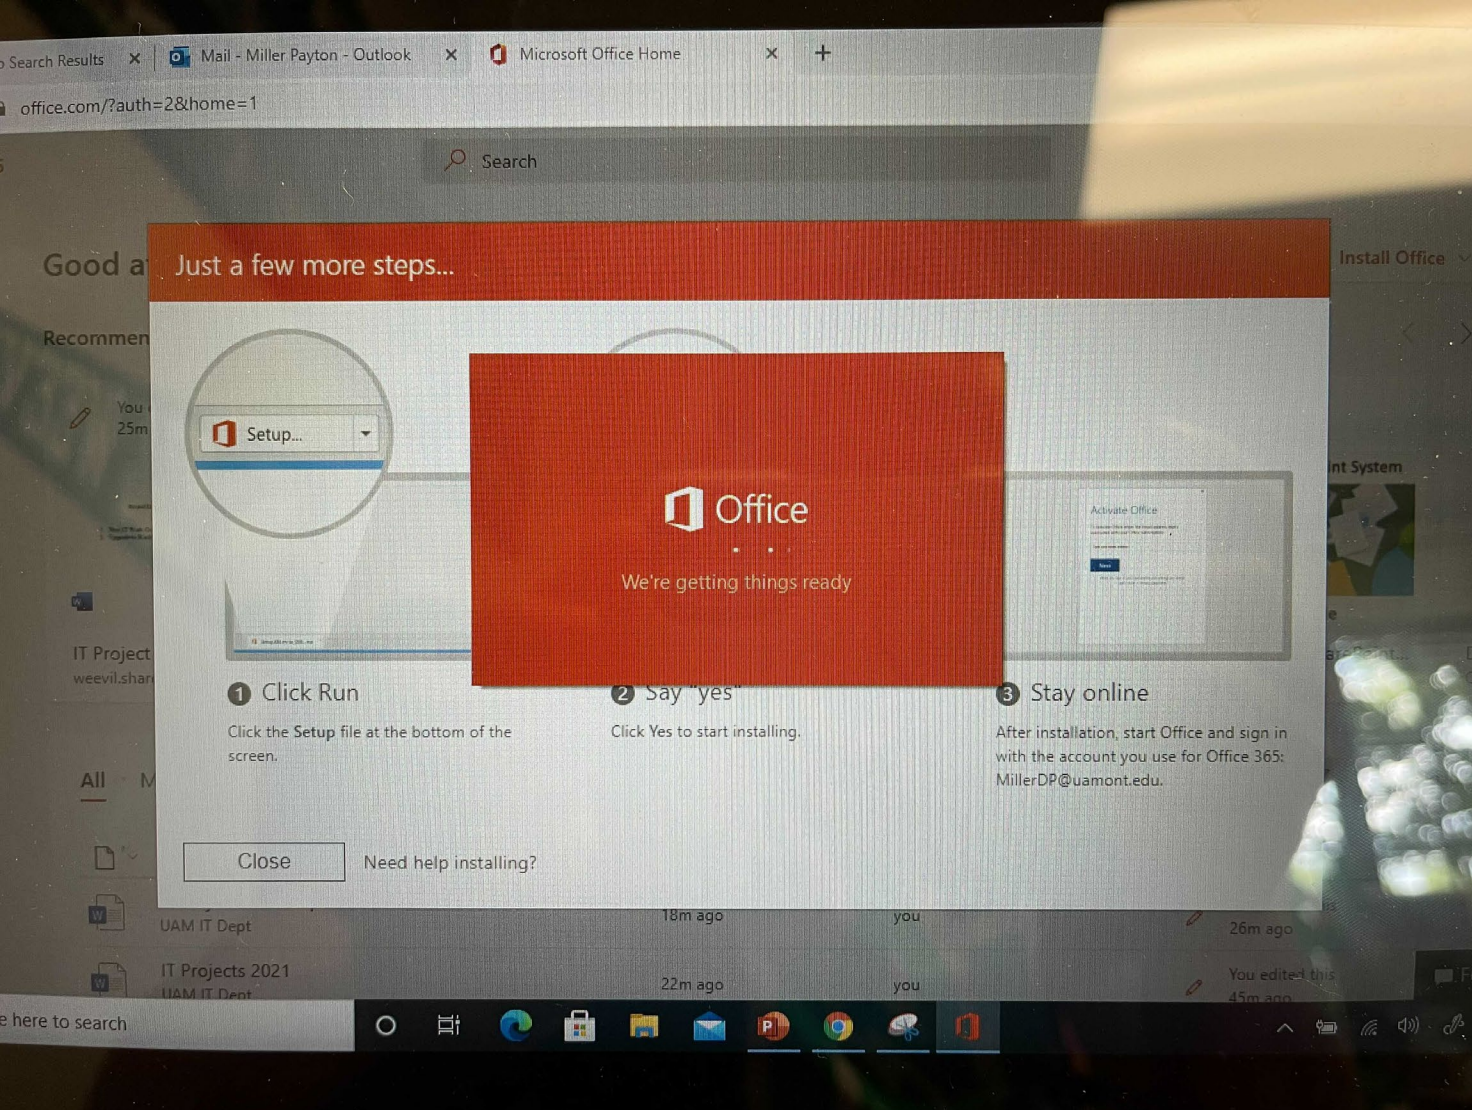 Search Results
Mail - Miller Payton - Outlook
Microsoft Office Home
office.com/?auth=2&home=1
Search
Good a
Just a few more steps...
Install Office
Recommen
You
25m
Setup...
int System
Activate Office
Office
Next
We're getting things ready
IT Project
weevil.shar
1 Click Run
2 Say "yes"
3 Stay online
Click the Setup file at the bottom of the
screen.
Click Yes to start installing.
After installation, start Office and sign in
with the account you use for Office 365:
MillerDP@uamont.edu.
All
M
Close
Need help installing?
UAM IT Dept
18m ago
you
26m ago
IT Projects 2021
UAM IT Dept
22m ago
you
You edited this
45m ago
F
e here to search